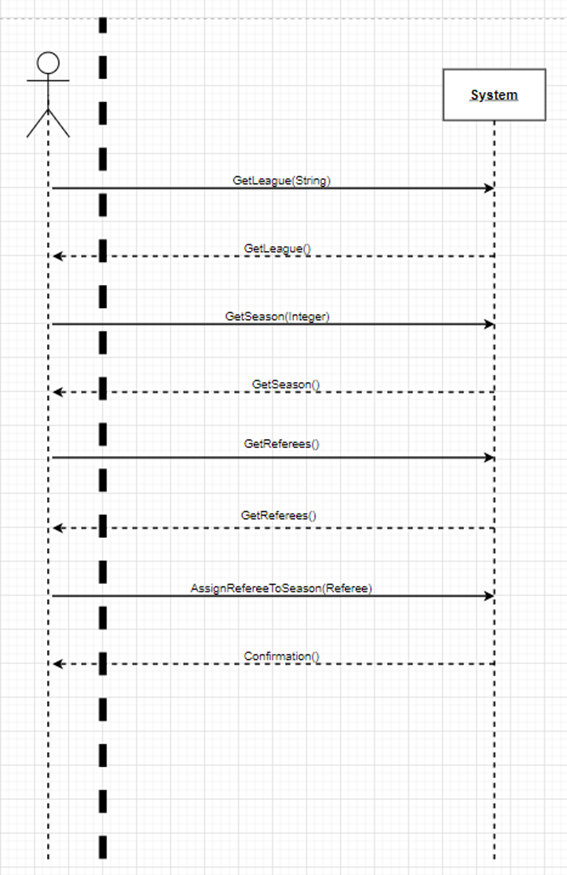 System
GetLeague(String)
GetLeague()
GetSeason(Integer)
GetSeason()
GetReferees()
GetReferees()
AssignRefereeToSeason(Referee)
Confirmation()